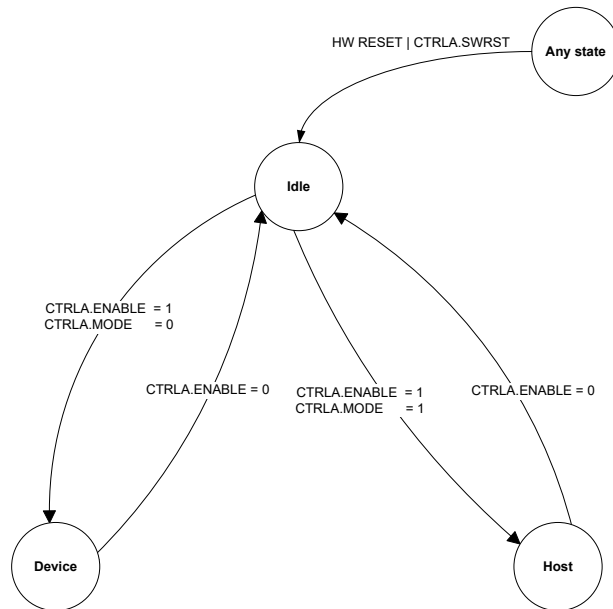 HW RESET | CTRLA.SWRST
Any state
Idle
CTRLA.ENABLE = 1
CTRLA.MODE = 0
CTRLA.ENABLE = 0
CTRLA.ENABLE = 1
CTRLA.MODE = 1
CTRLA.ENABLE = 0
Device
Host